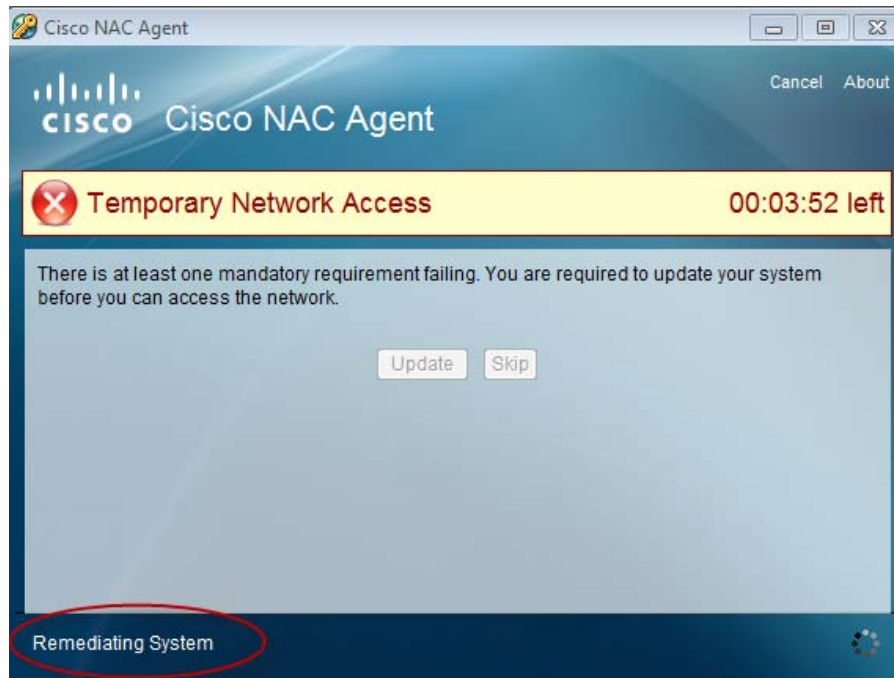 Cisco NAC Agent
Cancel About
CISCO Cisco NAC Agent
Temporary Network Access 00:03:52 left
There is at least one mandatory requirement failing. You are required to update your system
before you can access the network.
Update Skip
Remediating System